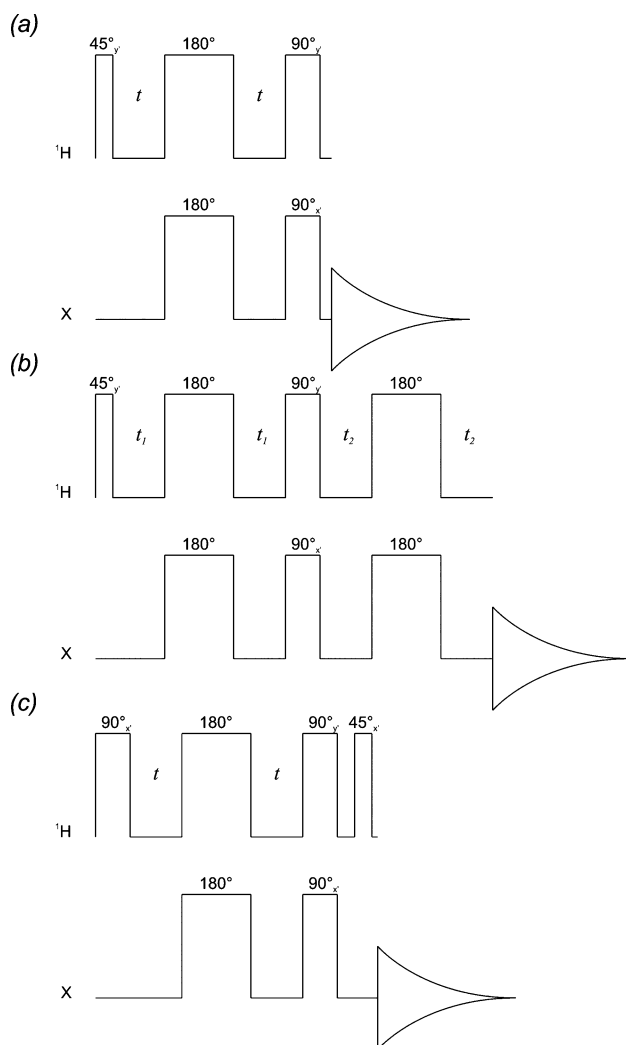 (a)
45°y' 180° 90°y'
t t
¹H
180° 90°x'
X
(b)
45°y' 180° 90°y' 180°
t₁ t₁ t₂ t₂
¹H
180° 90°x' 180°
X
(c)
90°x' 180° 90°y' 45°x'
t t
¹H
180° 90°x'
X